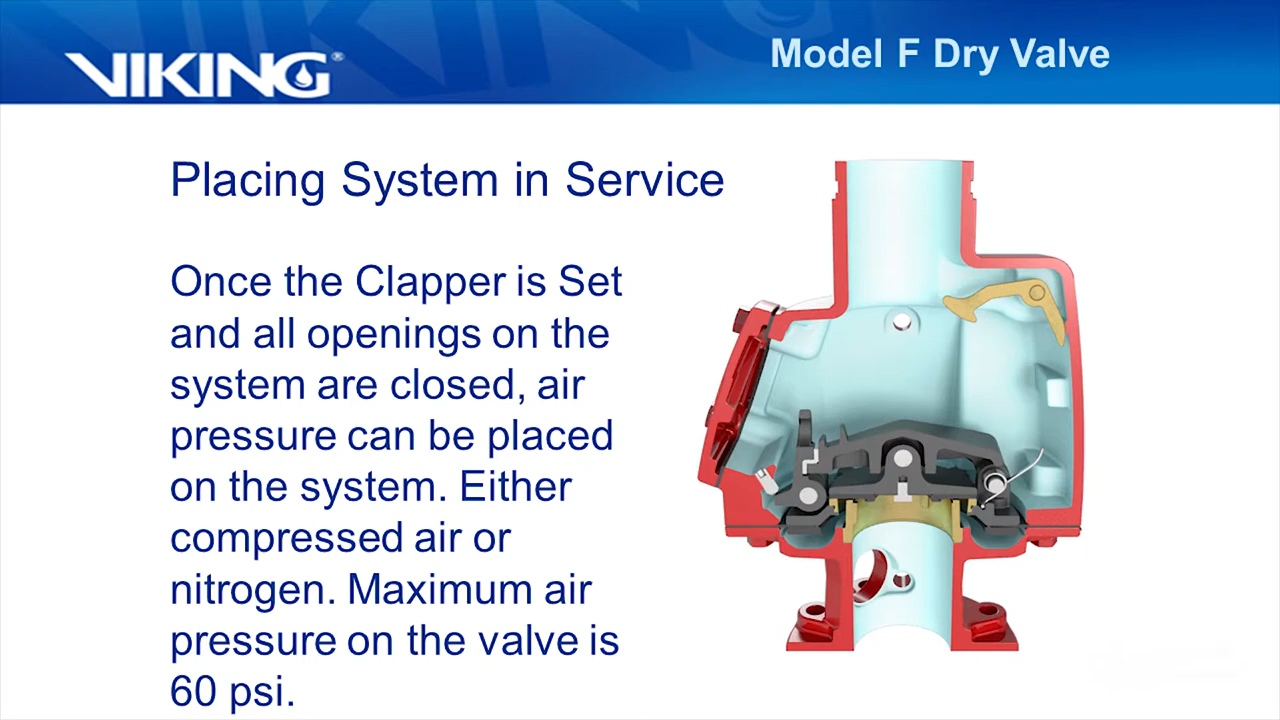 VIKING®
Model F Dry Valve
Placing System in Service
Once the Clapper is Set
and all openings on the
system are closed, air
pressure can be placed
on the system. Either
compressed air or
nitrogen. Maximum air
pressure on the valve is
60 psi.